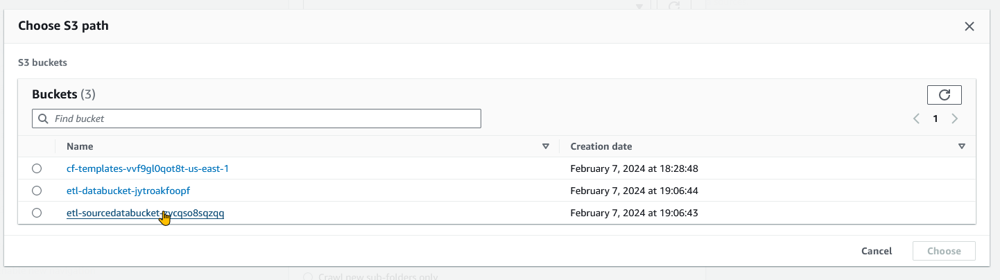 Choose S3 path
S3 buckets
Buckets (3)
Find bucket
1
Name
Creation date
cf-templates-vvf9gl0qot8t-us-east-1
February 7, 2024 at 18:28:48
etl-databucket-jytroakfoopf
February 7, 2024 at 19:06:44
etl-sourcedatabucket-zycqso8sqzqq
February 7, 2024 at 19:06:43
Cancel
Choose
Crawl new sub-folders only